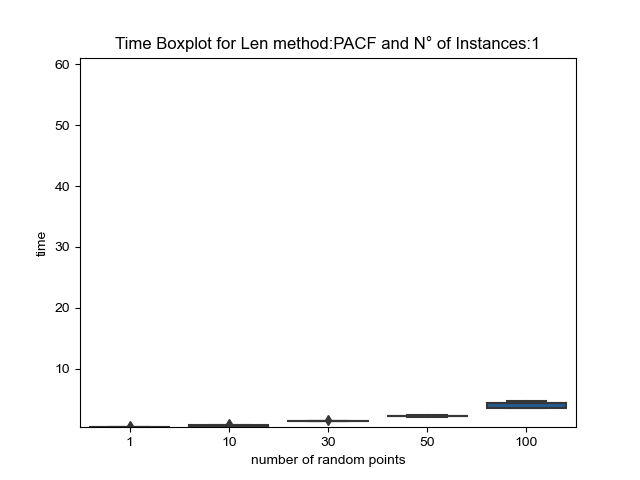 Time Boxplot for Len method:PACF and N° of Instances:1
60
50
40
30
20
10
time
1 10 30 50 100
number of random points